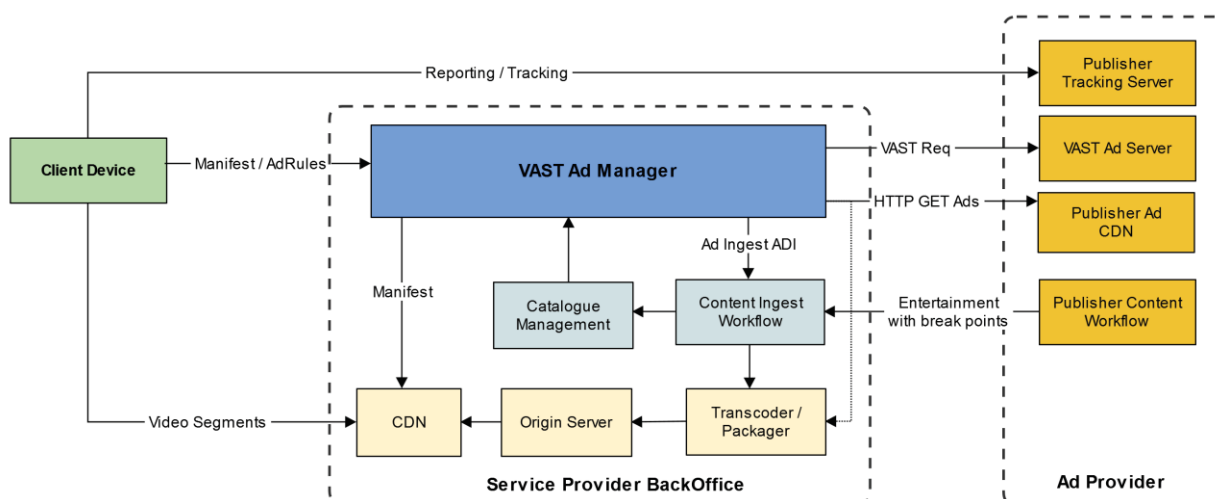 Reporting / Tracking
Publisher
Tracking Server
Client Device
Manifest / AdRules
VAST Ad Manager
VAST Req
VAST Ad Server
HTTP GET Ads
Publisher Ad
CDN
Ad Ingest ADI
Manifest
Catalogue
Management
Content Ingest
Workflow
Entertainment
with break points
Publisher Content
Workflow
Video Segments
CDN
Origin Server
Transcoder /
Packager
Service Provider BackOffice
Ad Provider